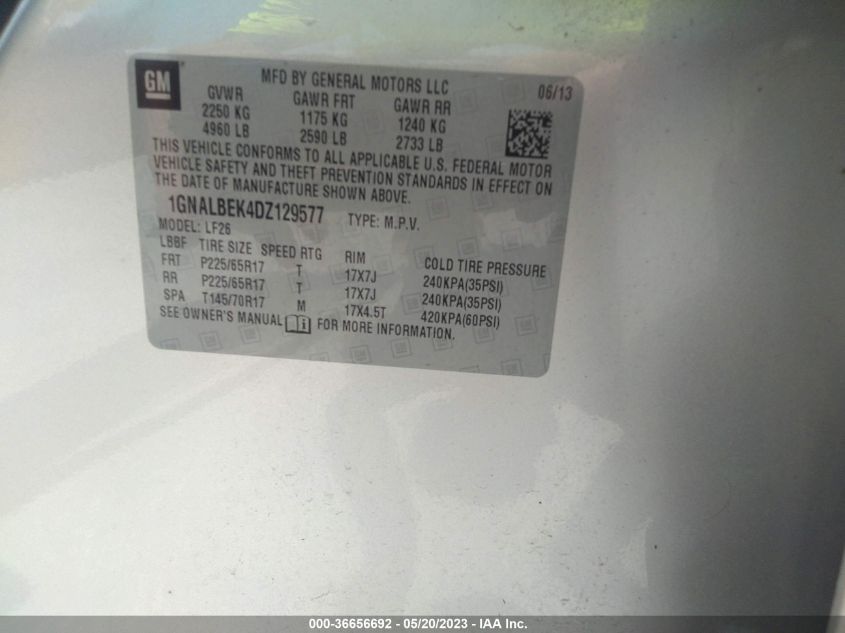 GM
MFD BY GENERAL MOTORS LLC
06/13
GVWR GAWR FRT GAWR RR
2250 KG 1175 KG 1240 KG
4960 LB 2590 LB 2733 LB
THIS VEHICLE CONFORMS TO ALL APPLICABLE U.S. FEDERAL MOTOR
VEHICLE SAFETY AND THEFT PREVENTION STANDARDS IN EFFECT ON
THE DATE OF MANUFACTURE SHOWN ABOVE.
1GNALBEK4DZ129577 TYPE: M.P.V.
MODEL: LF26
LBBF TIRE SIZE SPEED RTG RIM COLD TIRE PRESSURE
FRT P225/65R17 T 17X7J 240KPA(35PSI)
RR P225/65R17 T 17X7J 240KPA(35PSI)
SPA T145/70R17 M 17X4.5T 420KPA(60PSI)
SEE OWNER'S MANUAL FOR MORE INFORMATION.
000-36656692 - 05/20/2023 - IAA Inc.